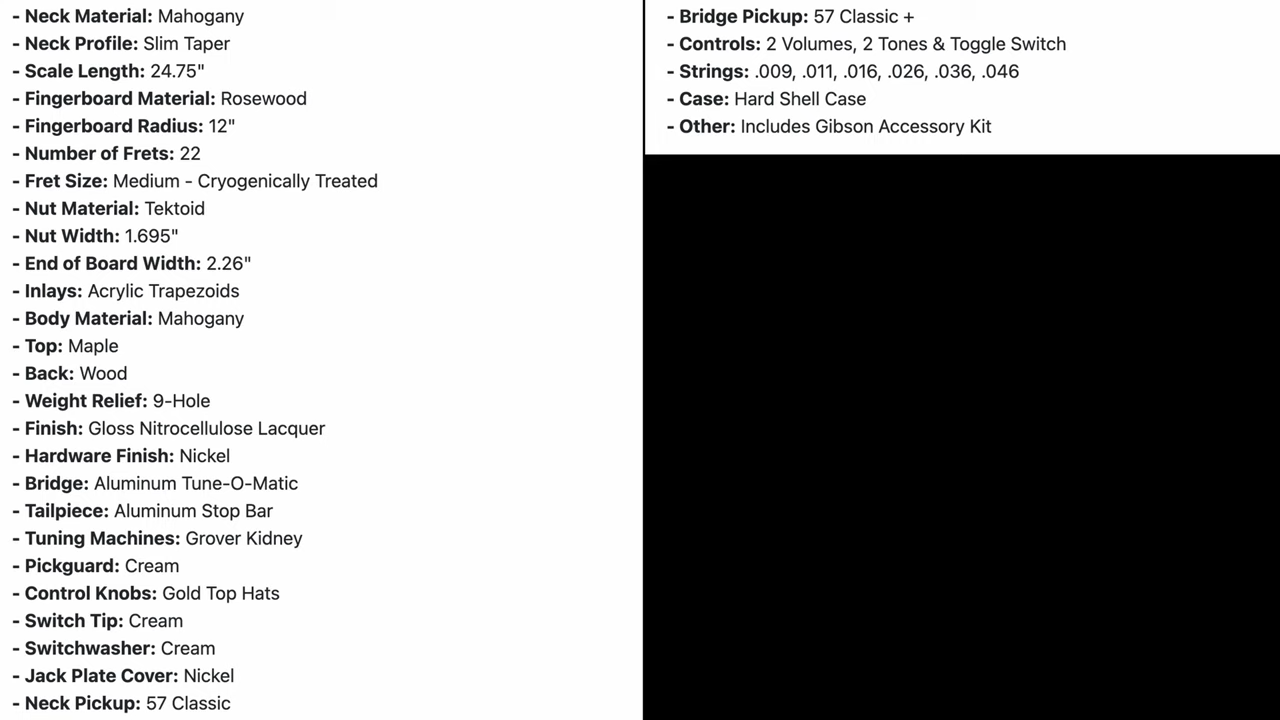 - Neck Material: Mahogany
- Neck Profile: Slim Taper
- Scale Length: 24.75"
- Fingerboard Material: Rosewood
- Fingerboard Radius: 12"
- Number of Frets: 22
- Fret Size: Medium - Cryogenically Treated
- Nut Material: Tektoid
- Nut Width: 1.695"
- End of Board Width: 2.26"
- Inlays: Acrylic Trapezoids
- Body Material: Mahogany
- Top: Maple
- Back: Wood
- Weight Relief: 9-Hole
- Finish: Gloss Nitrocellulose Lacquer
- Hardware Finish: Nickel
- Bridge: Aluminum Tune-O-Matic
- Tailpiece: Aluminum Stop Bar
- Tuning Machines: Grover Kidney
- Pickguard: Cream
- Control Knobs: Gold Top Hats
- Switch Tip: Cream
- Switchwasher: Cream
- Jack Plate Cover: Nickel
- Neck Pickup: 57 Classic
- Bridge Pickup: 57 Classic +
- Controls: 2 Volumes, 2 Tones & Toggle Switch
- Strings: .009, .011, .016, .026, .036, .046
- Case: Hard Shell Case
- Other: Includes Gibson Accessory Kit